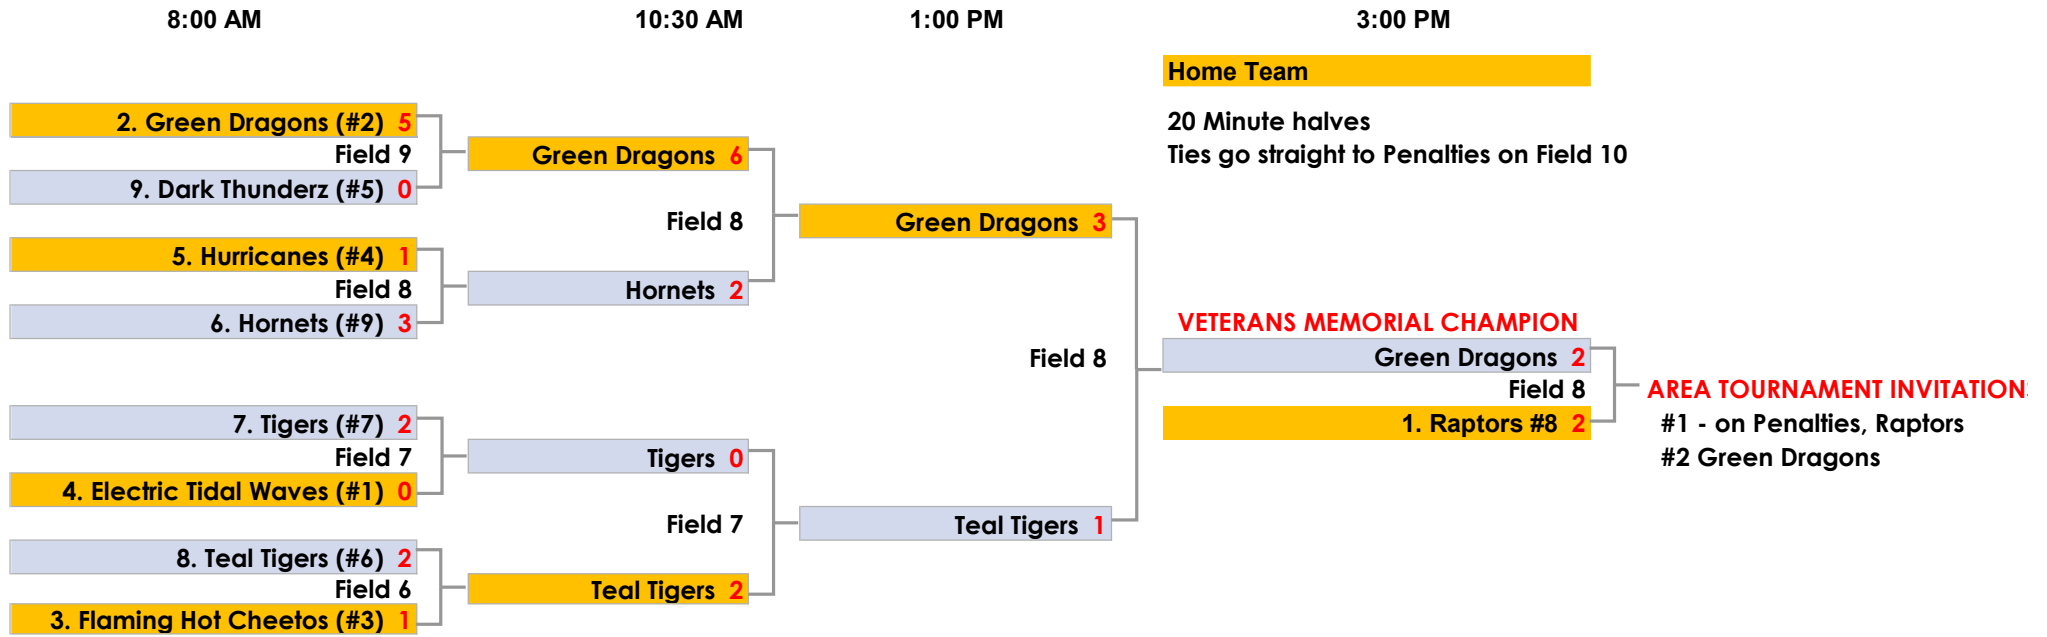 8:00 AM 10:30 AM 1:00 PM 3:00 PM
Home Team
2. Green Dragons (#2) 5
Field 9
9. Dark Thunderz (#5) 0
5. Hurricanes (#4) 1
Field 8
6. Hornets (#9) 3
7. Tigers (#7) 2
Field 7
4. Electric Tidal Waves (#1) 0
8. Teal Tigers (#6) 2
Field 6
3. Flaming Hot Cheetos (#3) 1
Green Dragons 6
Field 8
Hornets 2
Tigers 0
Field 7
Teal Tigers 2
Green Dragons 3
Field 8
Teal Tigers 1
20 Minute halves
Ties go straight to Penalties on Field 10
VETERANS MEMORIAL CHAMPION
Green Dragons 2
Field 8
1. Raptors #8 2
AREA TOURNAMENT INVITATION
#1 - on Penalties, Raptors
#2 Green Dragons